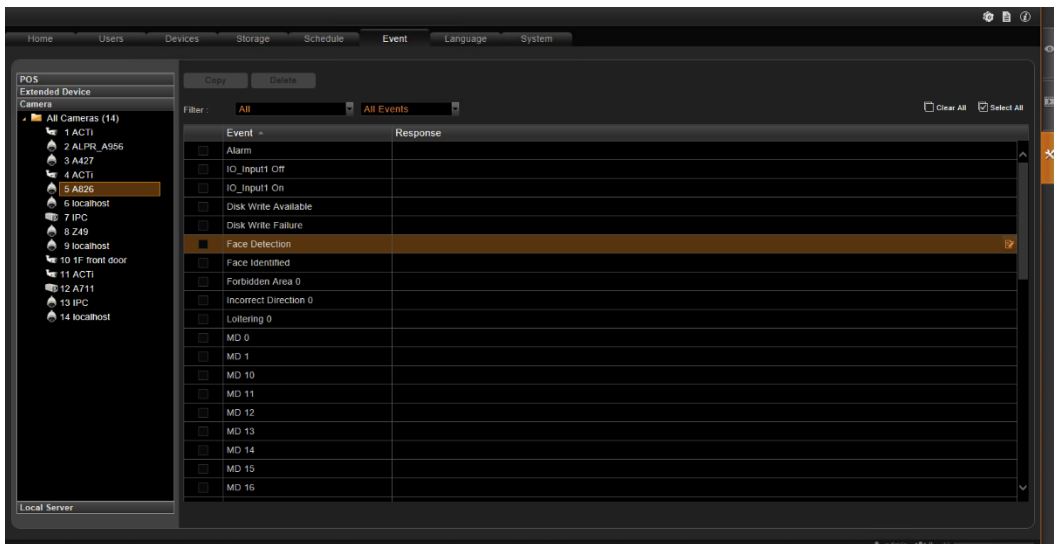 Home Users Devices Storage Schedule Event Language System
POS
Extended Device
Camera
All Cameras (14)
1 ACTi
2 ALPR_A956
3 A427
4 ACTi
5 A826
6 localhost
7 IPC
8 Z49
9 localhost
10 1F front door
11 ACTi
12 A711
13 IPC
14 localhost
Local Server
Copy Delete
Filter : All All Events Clear All Select All
Event Response
Alarm
IO_Input1 Off
IO_Input1 On
Disk Write Available
Disk Write Failure
Face Detection
Face Identified
Forbidden Area 0
Incorrect Direction 0
Loitering 0
MD 0
MD 1
MD 10
MD 11
MD 12
MD 13
MD 14
MD 15
MD 16